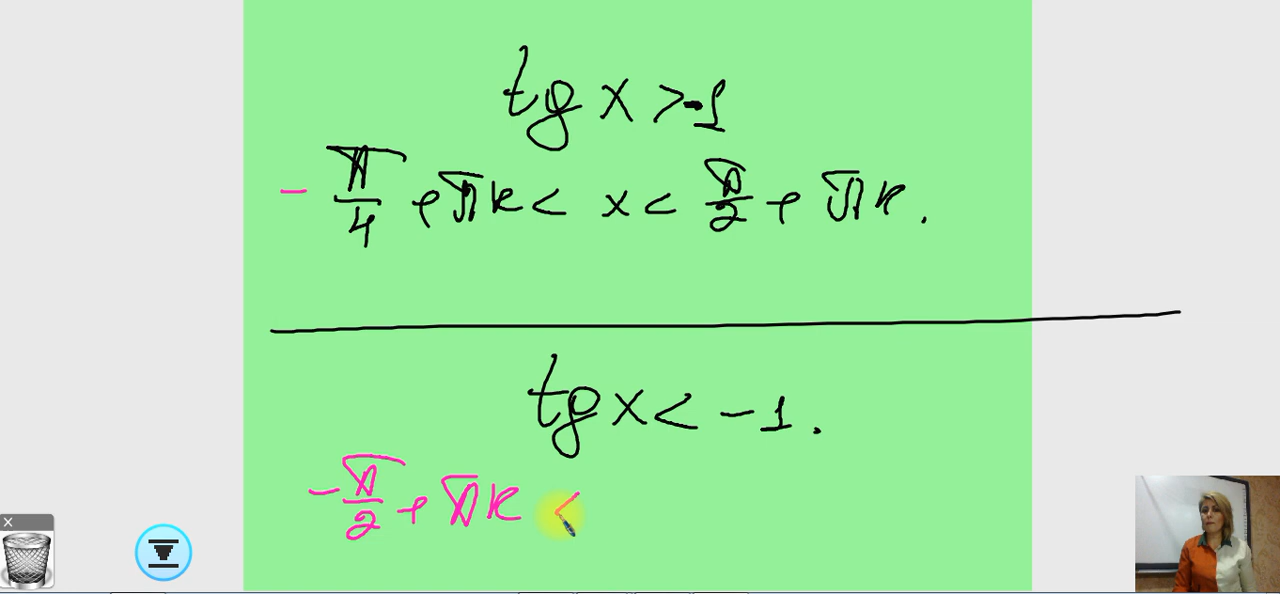 tg x > -1
- π/4 + πk < x < π/2 + πk.
tg x < -1.
- π/2 + πk <